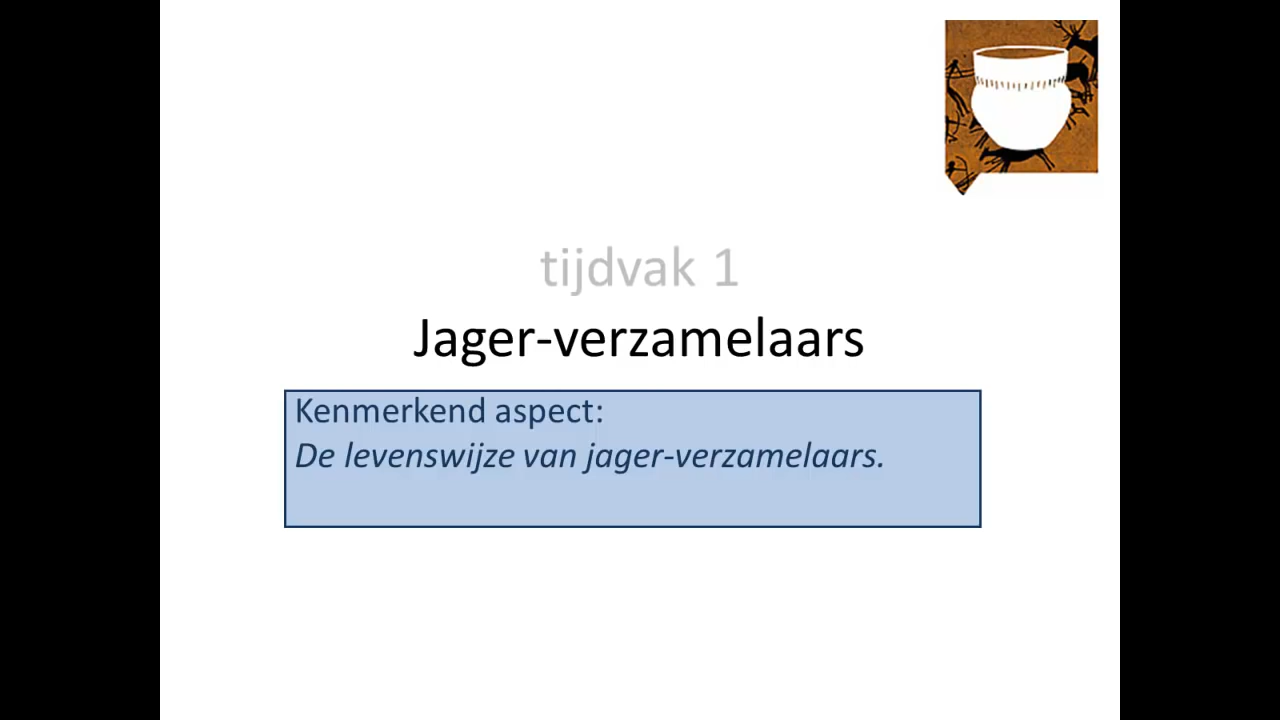 tijdvak 1
Jager-verzamelaars
Kenmerkend aspect:
De levenswijze van jager-verzamelaars.